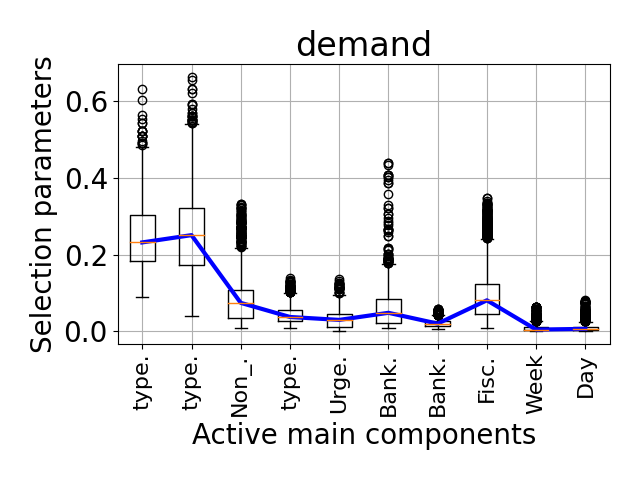 demand
Selection parameters
0.6
0.4
0.2
0.0
type.
type.
Non_.
type.
Urge.
Bank.
Bank.
Fisc.
Week
Day
Active main components